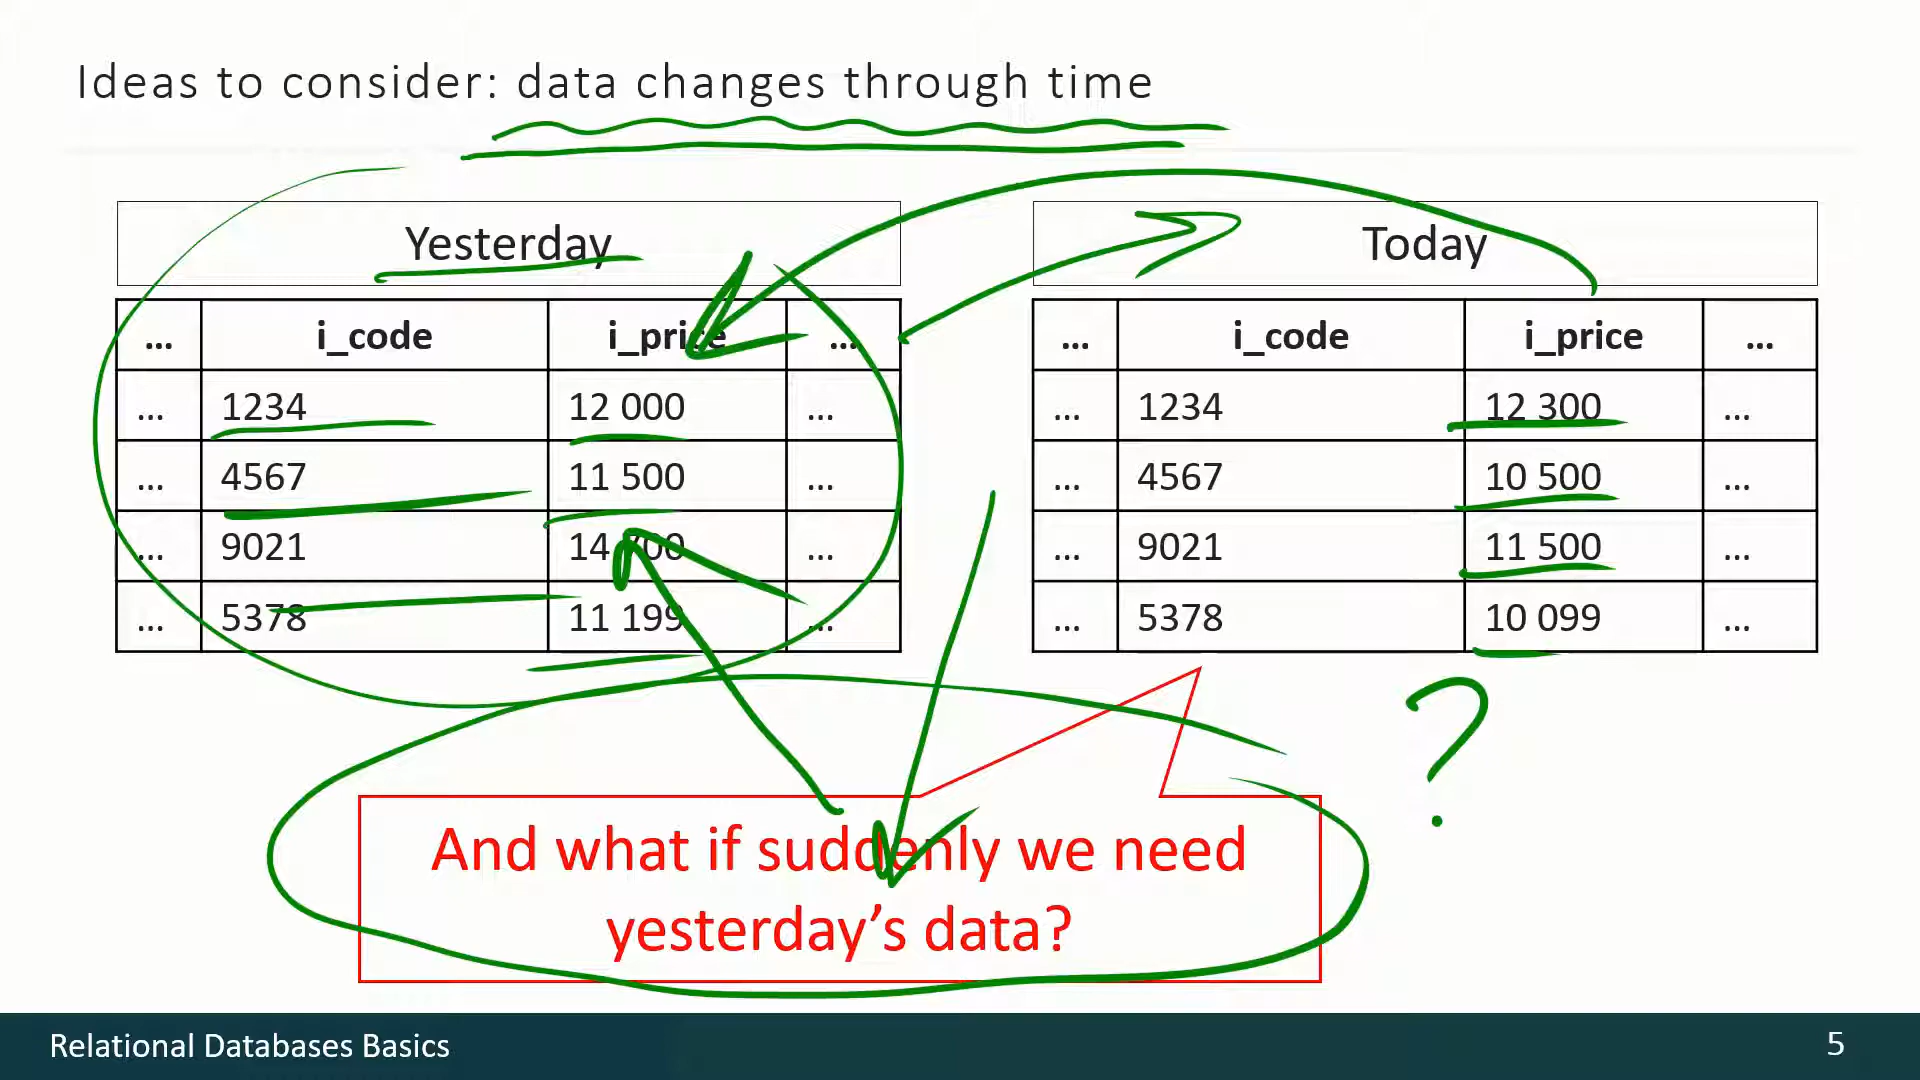 Ideas to consider: data changes through time
Yesterday
... i_code i_price ...
... 1234 12 000 ...
... 4567 11 500 ...
... 9021 14 700 ...
... 5378 11 199 ...
Today
... i_code i_price ...
... 1234 12 300 ...
... 4567 10 500 ...
... 9021 11 500 ...
... 5378 10 099 ...
?
And what if suddenly we need
yesterday’s data?
Relational Databases Basics
5